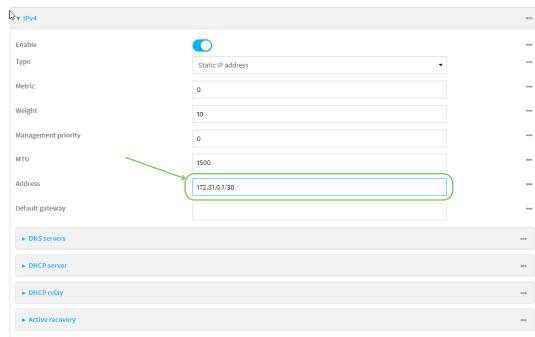 IPv4
Enable
Type Static IP address
Metric 0
Weight 10
Management priority 0
MTU 1500
Address 172.31.0.1/30
Default gateway
DNS servers
DHCP server
DHCP relay
Active recovery